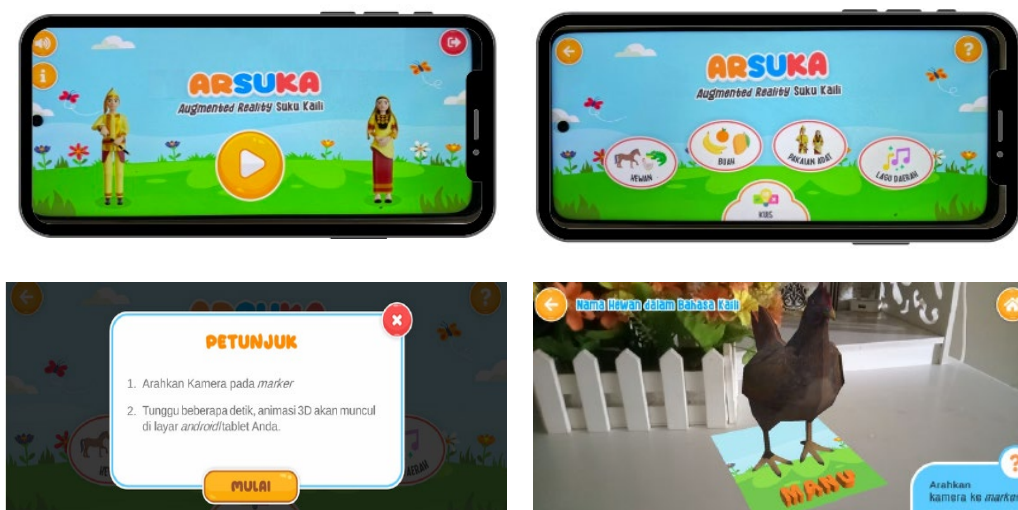 ARSUKA
Augmented Reality Suku Kaili
ARSUKA
Augmented Reality Suku Kaili
HEWAN
BUAH
PAKAIAN ADAT
LAGU DAERAH
KUIS
PETUNJUK
1. Arahkan Kamera pada marker
2. Tunggu beberapa detik, animasi 3D akan muncul
di layar android/tablet Anda.
MULAI
Nama Hewan dalam Bahasa Kaili
MANU
Arahkan
kamera ke marker